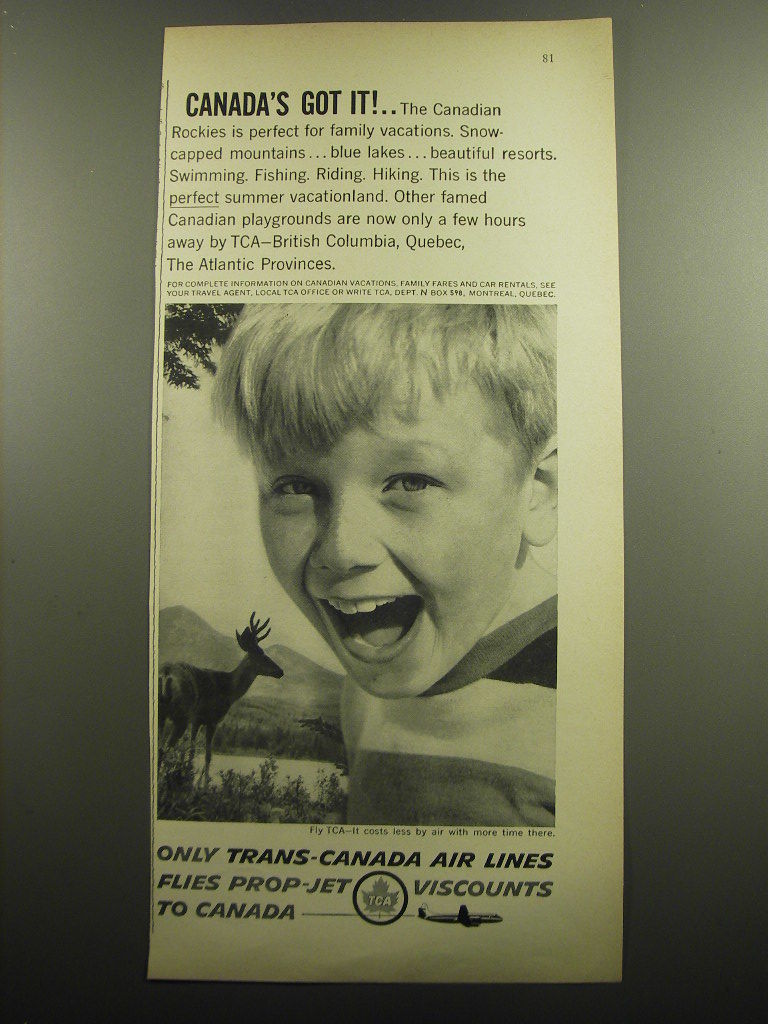 81
CANADA'S GOT IT!.. The Canadian
Rockies is perfect for family vacations. Snow-
capped mountains...blue lakes...beautiful resorts.
Swimming. Fishing. Riding. Hiking. This is the
perfect summer vacationland. Other famed
Canadian playgrounds are now only a few hours
away by TCA—British Columbia, Quebec,
The Atlantic Provinces.
FOR COMPLETE INFORMATION ON CANADIAN VACATIONS, FAMILY FARES AND CAR RENTALS, SEE
YOUR TRAVEL AGENT, LOCAL TCA OFFICE OR WRITE TCA, DEPT. N BOX 598, MONTREAL, QUEBEC.
Fly TCA—It costs less by air with more time there.
ONLY TRANS-CANADA AIR LINES
FLIES PROP-JET TCA VISCOUNTS
TO CANADA